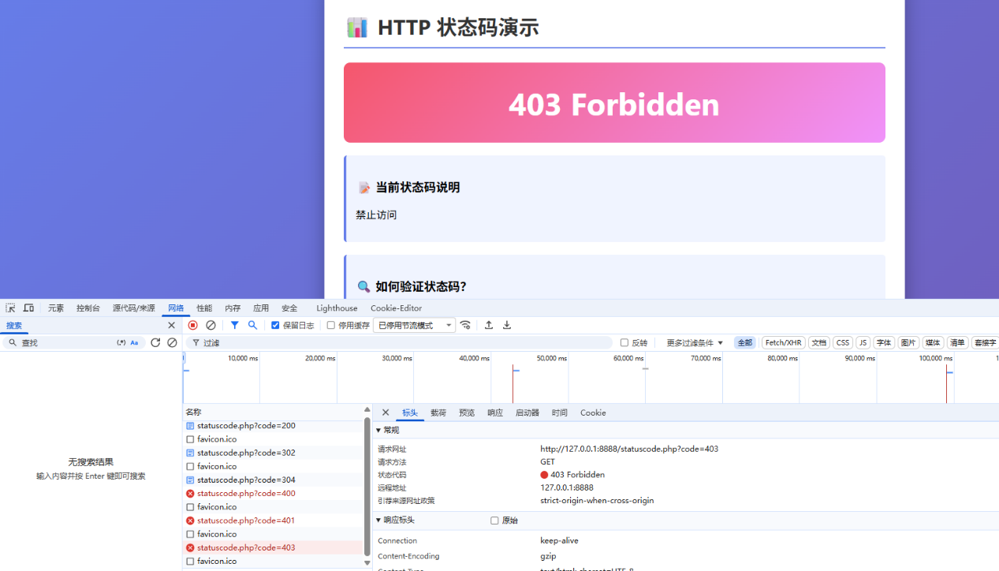 HTTP 状态码演示
403 Forbidden
当前状态码说明
禁止访问
如何验证状态码?
元素 控制台 源代码/来源 网络 性能 内存 应用 安全 Lighthouse Cookie-Editor
搜索
保留日志 停用缓存 已停用节流模式
查找 (.*) Aa
过滤 反转 更多过滤条件 全部 Fetch/XHR 文档 CSS JS 字体 图片 媒体 清单 套接字
10,000 ms 20,000 ms 30,000 ms 40,000 ms 50,000 ms 60,000 ms 70,000 ms 80,000 ms 90,000 ms 100,000 ms 1
无搜索结果
输入内容并按 Enter 键即可搜索
名称
statuscode.php?code=200
favicon.ico
statuscode.php?code=302
favicon.ico
statuscode.php?code=304
statuscode.php?code=400
favicon.ico
statuscode.php?code=401
favicon.ico
statuscode.php?code=403
favicon.ico
标头 载荷 预览 响应 启动器 时间 Cookie
常规
请求网址 http://127.0.0.1:8888/statuscode.php?code=403
请求方法 GET
状态代码 403 Forbidden
远程地址 127.0.0.1:8888
引荐来源网址政策 strict-origin-when-cross-origin
响应标头 原始
Connection keep-alive
Content-Encoding gzip
Content-Type text/html; charset=UTF-8